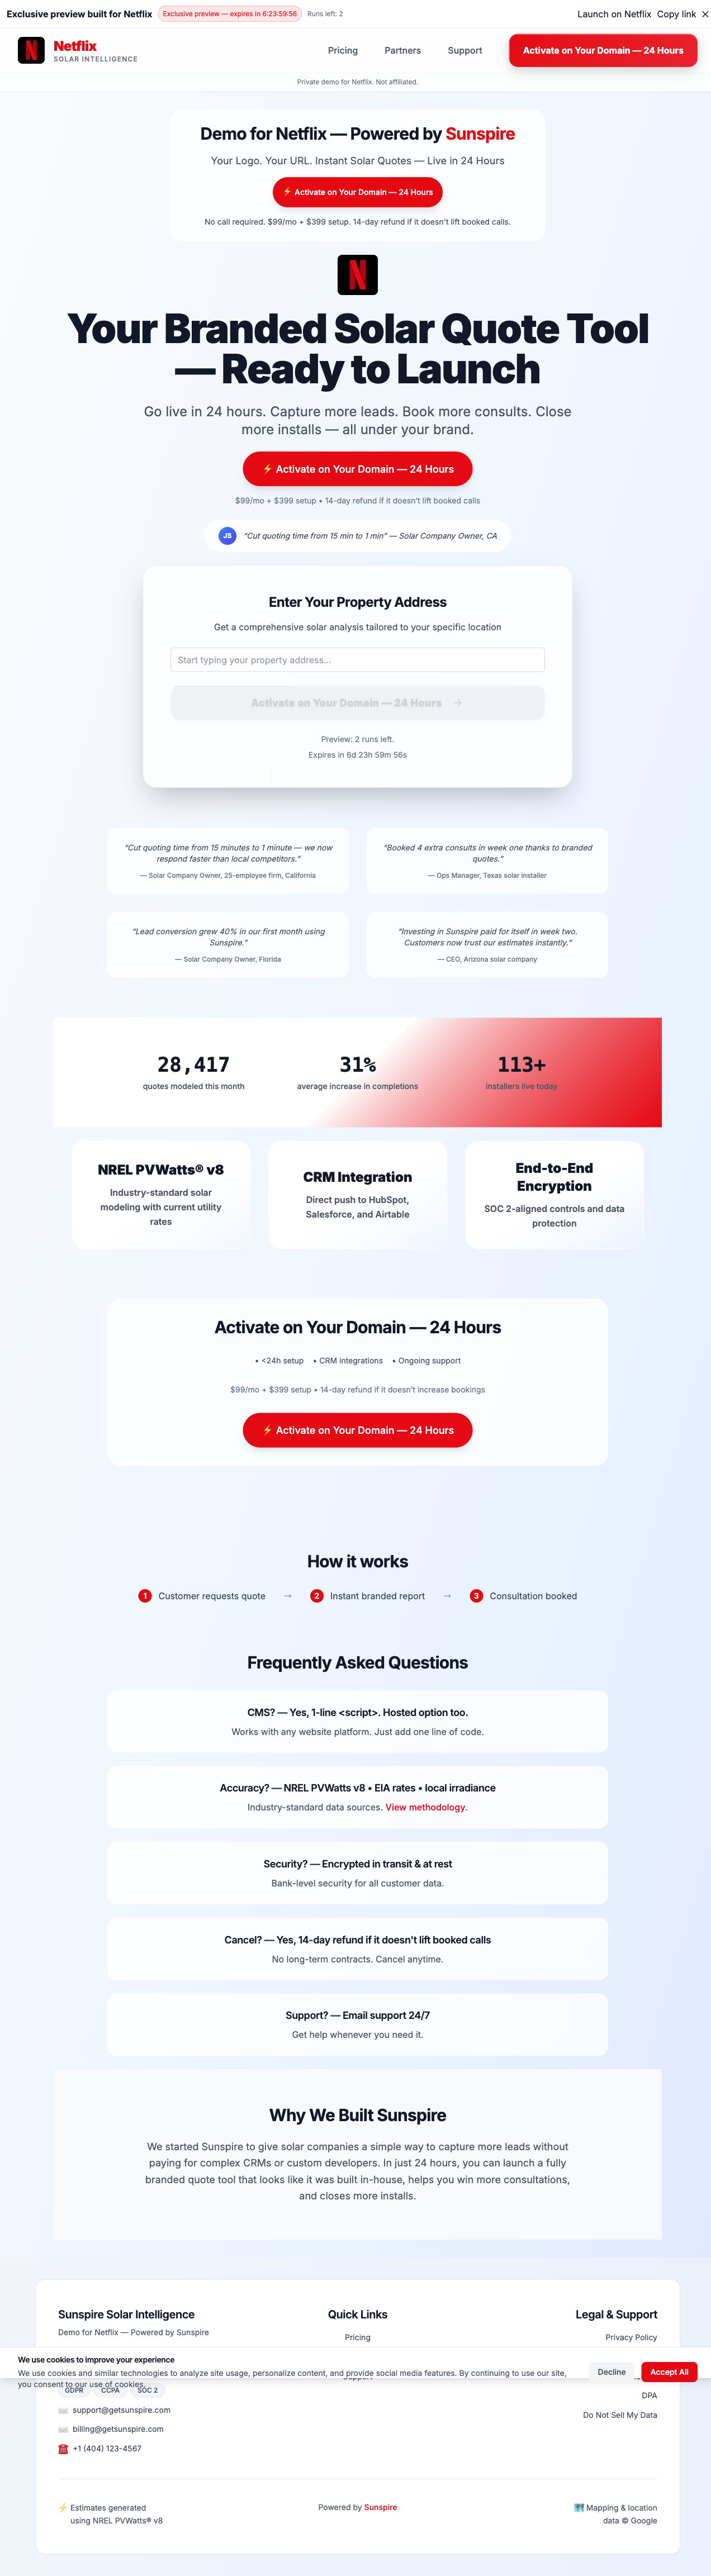 Exclusive preview built for Netflix
Exclusive preview — expires in 6:23:59:56
Runs left: 2
Launch on Netflix
Copy link
Netflix
SOLAR INTELLIGENCE
Pricing
Partners
Support
Activate on Your Domain — 24 Hours
Private demo for Netflix. Not affiliated.
Demo for Netflix — Powered by Sunspire
Your Logo. Your URL. Instant Solar Quotes — Live in 24 Hours
⚡ Activate on Your Domain — 24 Hours
No call required. $99/mo + $399 setup. 14-day refund if it doesn't lift booked calls.
N
Your Branded Solar Quote Tool
— Ready to Launch
Go live in 24 hours. Capture more leads. Book more consults. Close
more installs — all under your brand.
⚡ Activate on Your Domain — 24 Hours
$99/mo + $399 setup • 14-day refund if it doesn't lift booked calls
JS
"Cut quoting time from 15 min to 1 min" — Solar Company Owner, CA
Enter Your Property Address
Get a comprehensive solar analysis tailored to your specific location
Start typing your property address...
Activate on Your Domain — 24 Hours →
Preview: 2 runs left.
Expires in 6d 23h 59m 56s
"Cut quoting time from 15 minutes to 1 minute — we now
respond faster than local competitors."
— Solar Company Owner, 25-employee firm, California
"Booked 4 extra consults in week one thanks to branded
quotes."
— Ops Manager, Texas solar installer
"Lead conversion grew 40% in our first month using
Sunspire."
— Solar Company Owner, Florida
"Investing in Sunspire paid for itself in week two.
Customers now trust our estimates instantly."
— CEO, Arizona solar company
28,417
quotes modeled this month
31%
average increase in completions
113+
installers live today
NREL PVWatts® v8
Industry-standard solar
modeling with current utility
rates
CRM Integration
Direct push to HubSpot,
Salesforce, and Airtable
End-to-End
Encryption
SOC 2-aligned controls and data
protection
Activate on Your Domain — 24 Hours
• <24h setup
• CRM integrations
• Ongoing support
$99/mo + $399 setup • 14-day refund if it doesn't increase bookings
⚡ Activate on Your Domain — 24 Hours
How it works
1 Customer requests quote → 2 Instant branded report → 3 Consultation booked
Frequently Asked Questions
CMS? — Yes, 1-line <script>. Hosted option too.
Works with any website platform. Just add one line of code.
Accuracy? — NREL PVWatts v8 • EIA rates • local irradiance
Industry-standard data sources. View methodology.
Security? — Encrypted in transit & at rest
Bank-level security for all customer data.
Cancel? — Yes, 14-day refund if it doesn't lift booked calls
No long-term contracts. Cancel anytime.
Support? — Email support 24/7
Get help whenever you need it.
Why We Built Sunspire
We started Sunspire to give solar companies a simple way to capture more leads without
paying for complex CRMs or custom developers. In just 24 hours, you can launch a fully
branded quote tool that looks like it was built in-house, helps you win more consultations,
and closes more installs.
Sunspire Solar Intelligence
Demo for Netflix — Powered by Sunspire
Quick Links
Pricing
Legal & Support
Privacy Policy
We use cookies to improve your experience
We use cookies and similar technologies to analyze site usage, personalize content, and provide social media features. By continuing to use our site,
you consent to our use of cookies.
Decline
Accept All
GDPR
CCPA
SOC 2
support@getsunspire.com
billing@getsunspire.com
+1 (404) 123-4567
DPA
Do Not Sell My Data
⚡ Estimates generated
using NREL PVWatts® v8
Powered by Sunspire
Mapping & location
data © Google